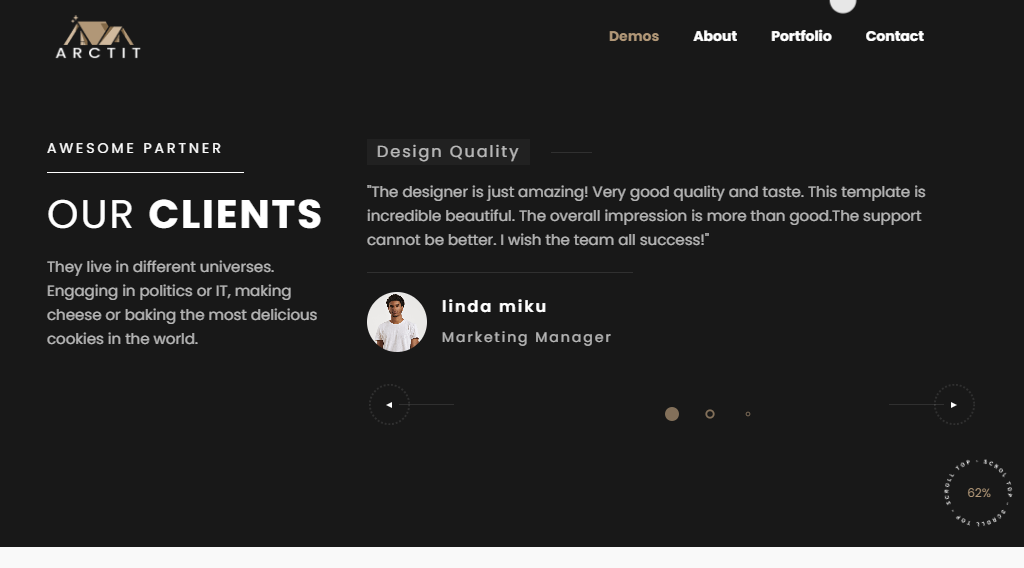 ARCTIT
Demos About Portfolio Contact
AWESOME PARTNER
OUR CLIENTS
They live in different universes.
Engaging in politics or IT, making
cheese or baking the most delicious
cookies in the world.
Design Quality
"The designer is just amazing! Very good quality and taste. This template is
incredible beautiful. The overall impression is more than good.The support
cannot be better. I wish the team all success!"
linda miku
Marketing Manager
SCROLL TOP - SCROL TOP - SCROLL TOP -
62%